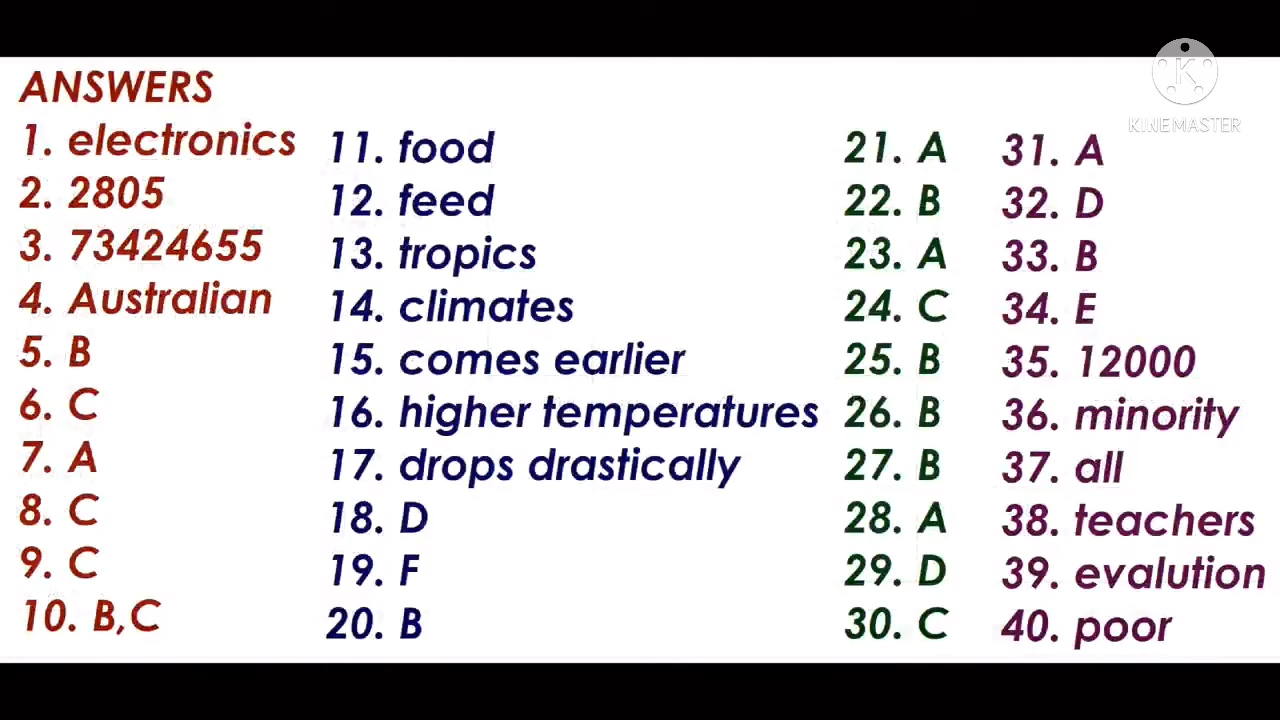 ANSWERS
1. electronics
2. 2805
3. 73424655
4. Australian
5. B
6. C
7. A
8. C
9. C
10. B,C
11. food
12. feed
13. tropics
14. climates
15. comes earlier
16. higher temperatures
17. drops drastically
18. D
19. F
20. B
21. A
22. B
23. A
24. C
25. B
26. B
27. B
28. A
29. D
30. C
31. A
32. D
33. B
34. E
35. 12000
36. minority
37. all
38. teachers
39. evalution
40. poor
K
KINEMASTER